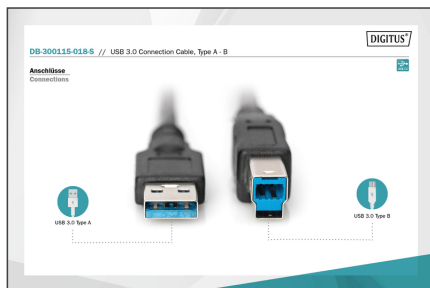 DIGITUS®
DB-300115-018-S // USB 3.0 Connection Cable, Type A - B
Anschlüsse
Connections
USB 3.0 Type A
USB 3.0 Type B